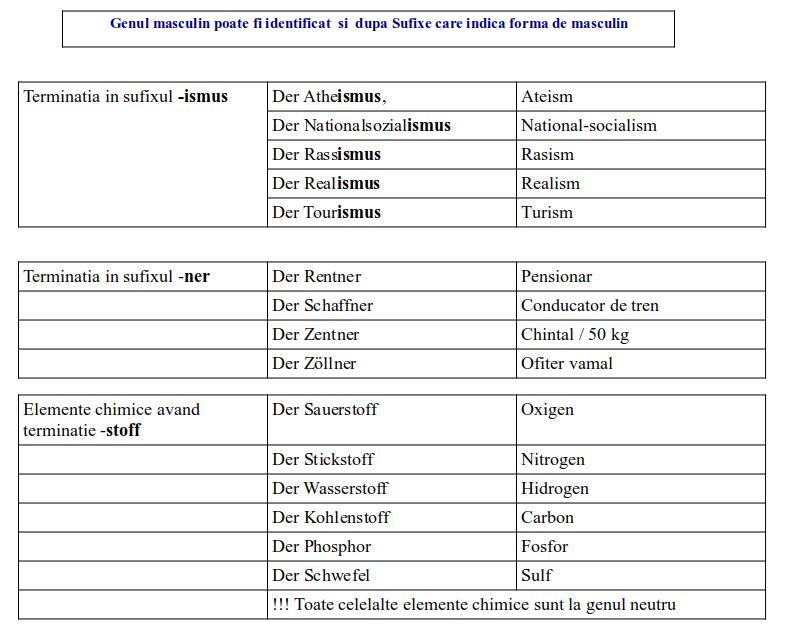 Genul masculin poate fi identificat si dupa Sufixe care indica forma de masculin
Terminatia in sufixul -ismus Der Atheismus, Ateism
Der Nationalsozialismus National-socialism
Der Rassismus Rasism
Der Realismus Realism
Der Tourismus Turism
Terminatia in sufixul -ner Der Rentner Pensionar
Der Schaffner Conducator de tren
Der Zentner Chintal / 50 kg
Der Zöllner Ofiter vamal
Elemente chimice avand Der Sauerstoff Oxigen
terminatie -stoff
Der Stickstoff Nitrogen
Der Wasserstoff Hidrogen
Der Kohlenstoff Carbon
Der Phosphor Fosfor
Der Schwefel Sulf
!!! Toate celelalte elemente chimice sunt la genul neutru